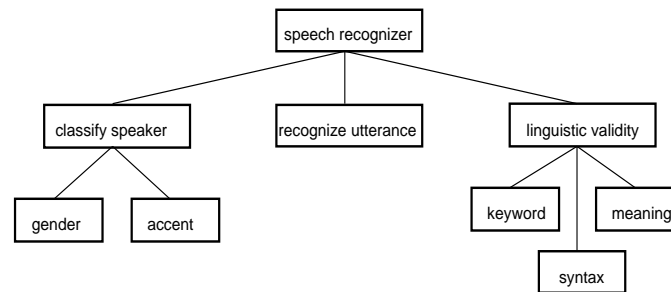 speech recognizer
classify speaker
recognize utterance
linguistic validity
gender
accent
keyword
meaning
syntax